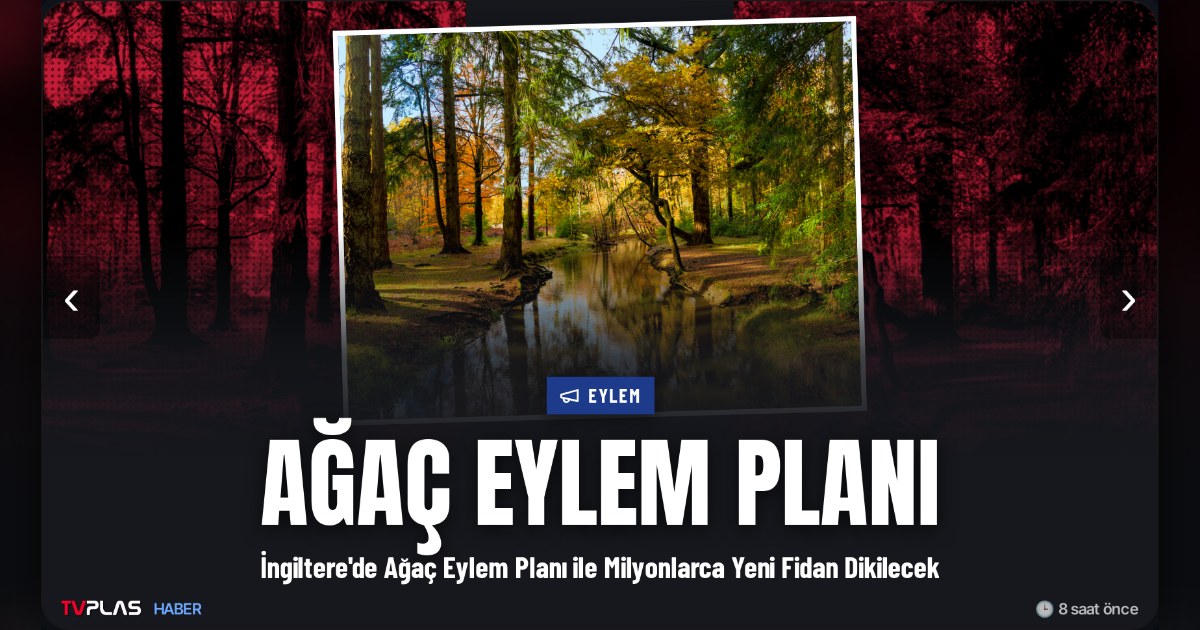 EYLEM
AĞAÇ EYLEM PLANI
İngiltere'de Ağaç Eylem Planı ile Milyonlarca Yeni Fidan Dikilecek
TVPLAS HABER
8 saat önce